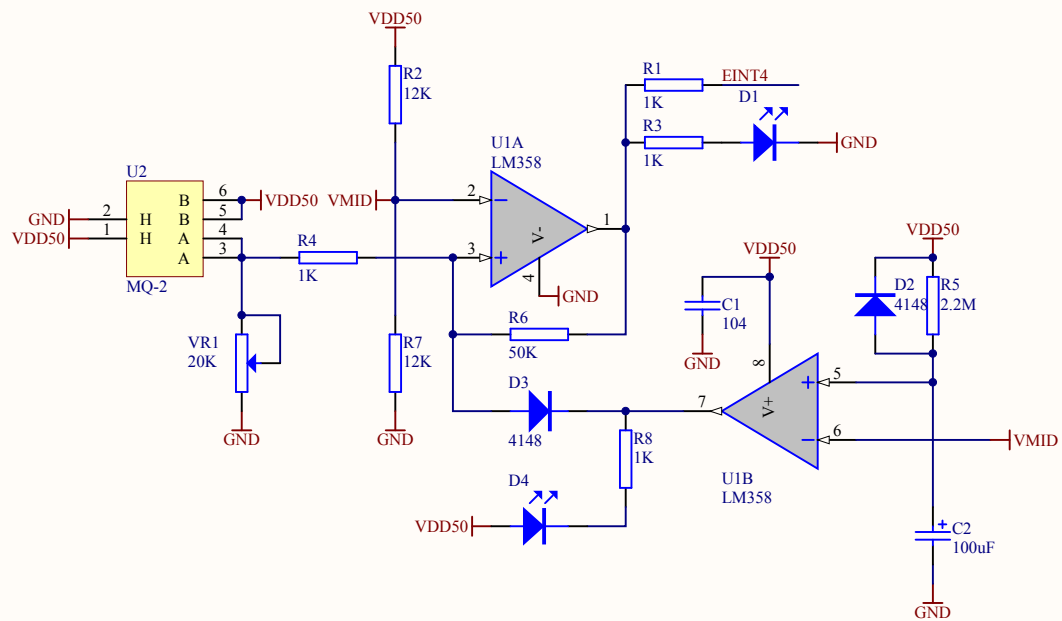 VDD50
R2
12K
R1
1K
EINT4
D1
R3
1K
GND
U1A
LM358
U2
6
5
4
3
B
B
A
A
H
H
2
1
GND
VDD50
MQ-2
VDD50
VMID
2
3
1
V-
4
GND
R4
1K
R6
50K
VR1
20K
GND
R7
12K
GND
D3
4148
R8
1K
D4
VDD50
VDD50
C1
104
GND
8
V+
7
5
6
U1B
LM358
VMID
VDD50
D2
4148
R5
2.2M
C2
100uF
+
GND